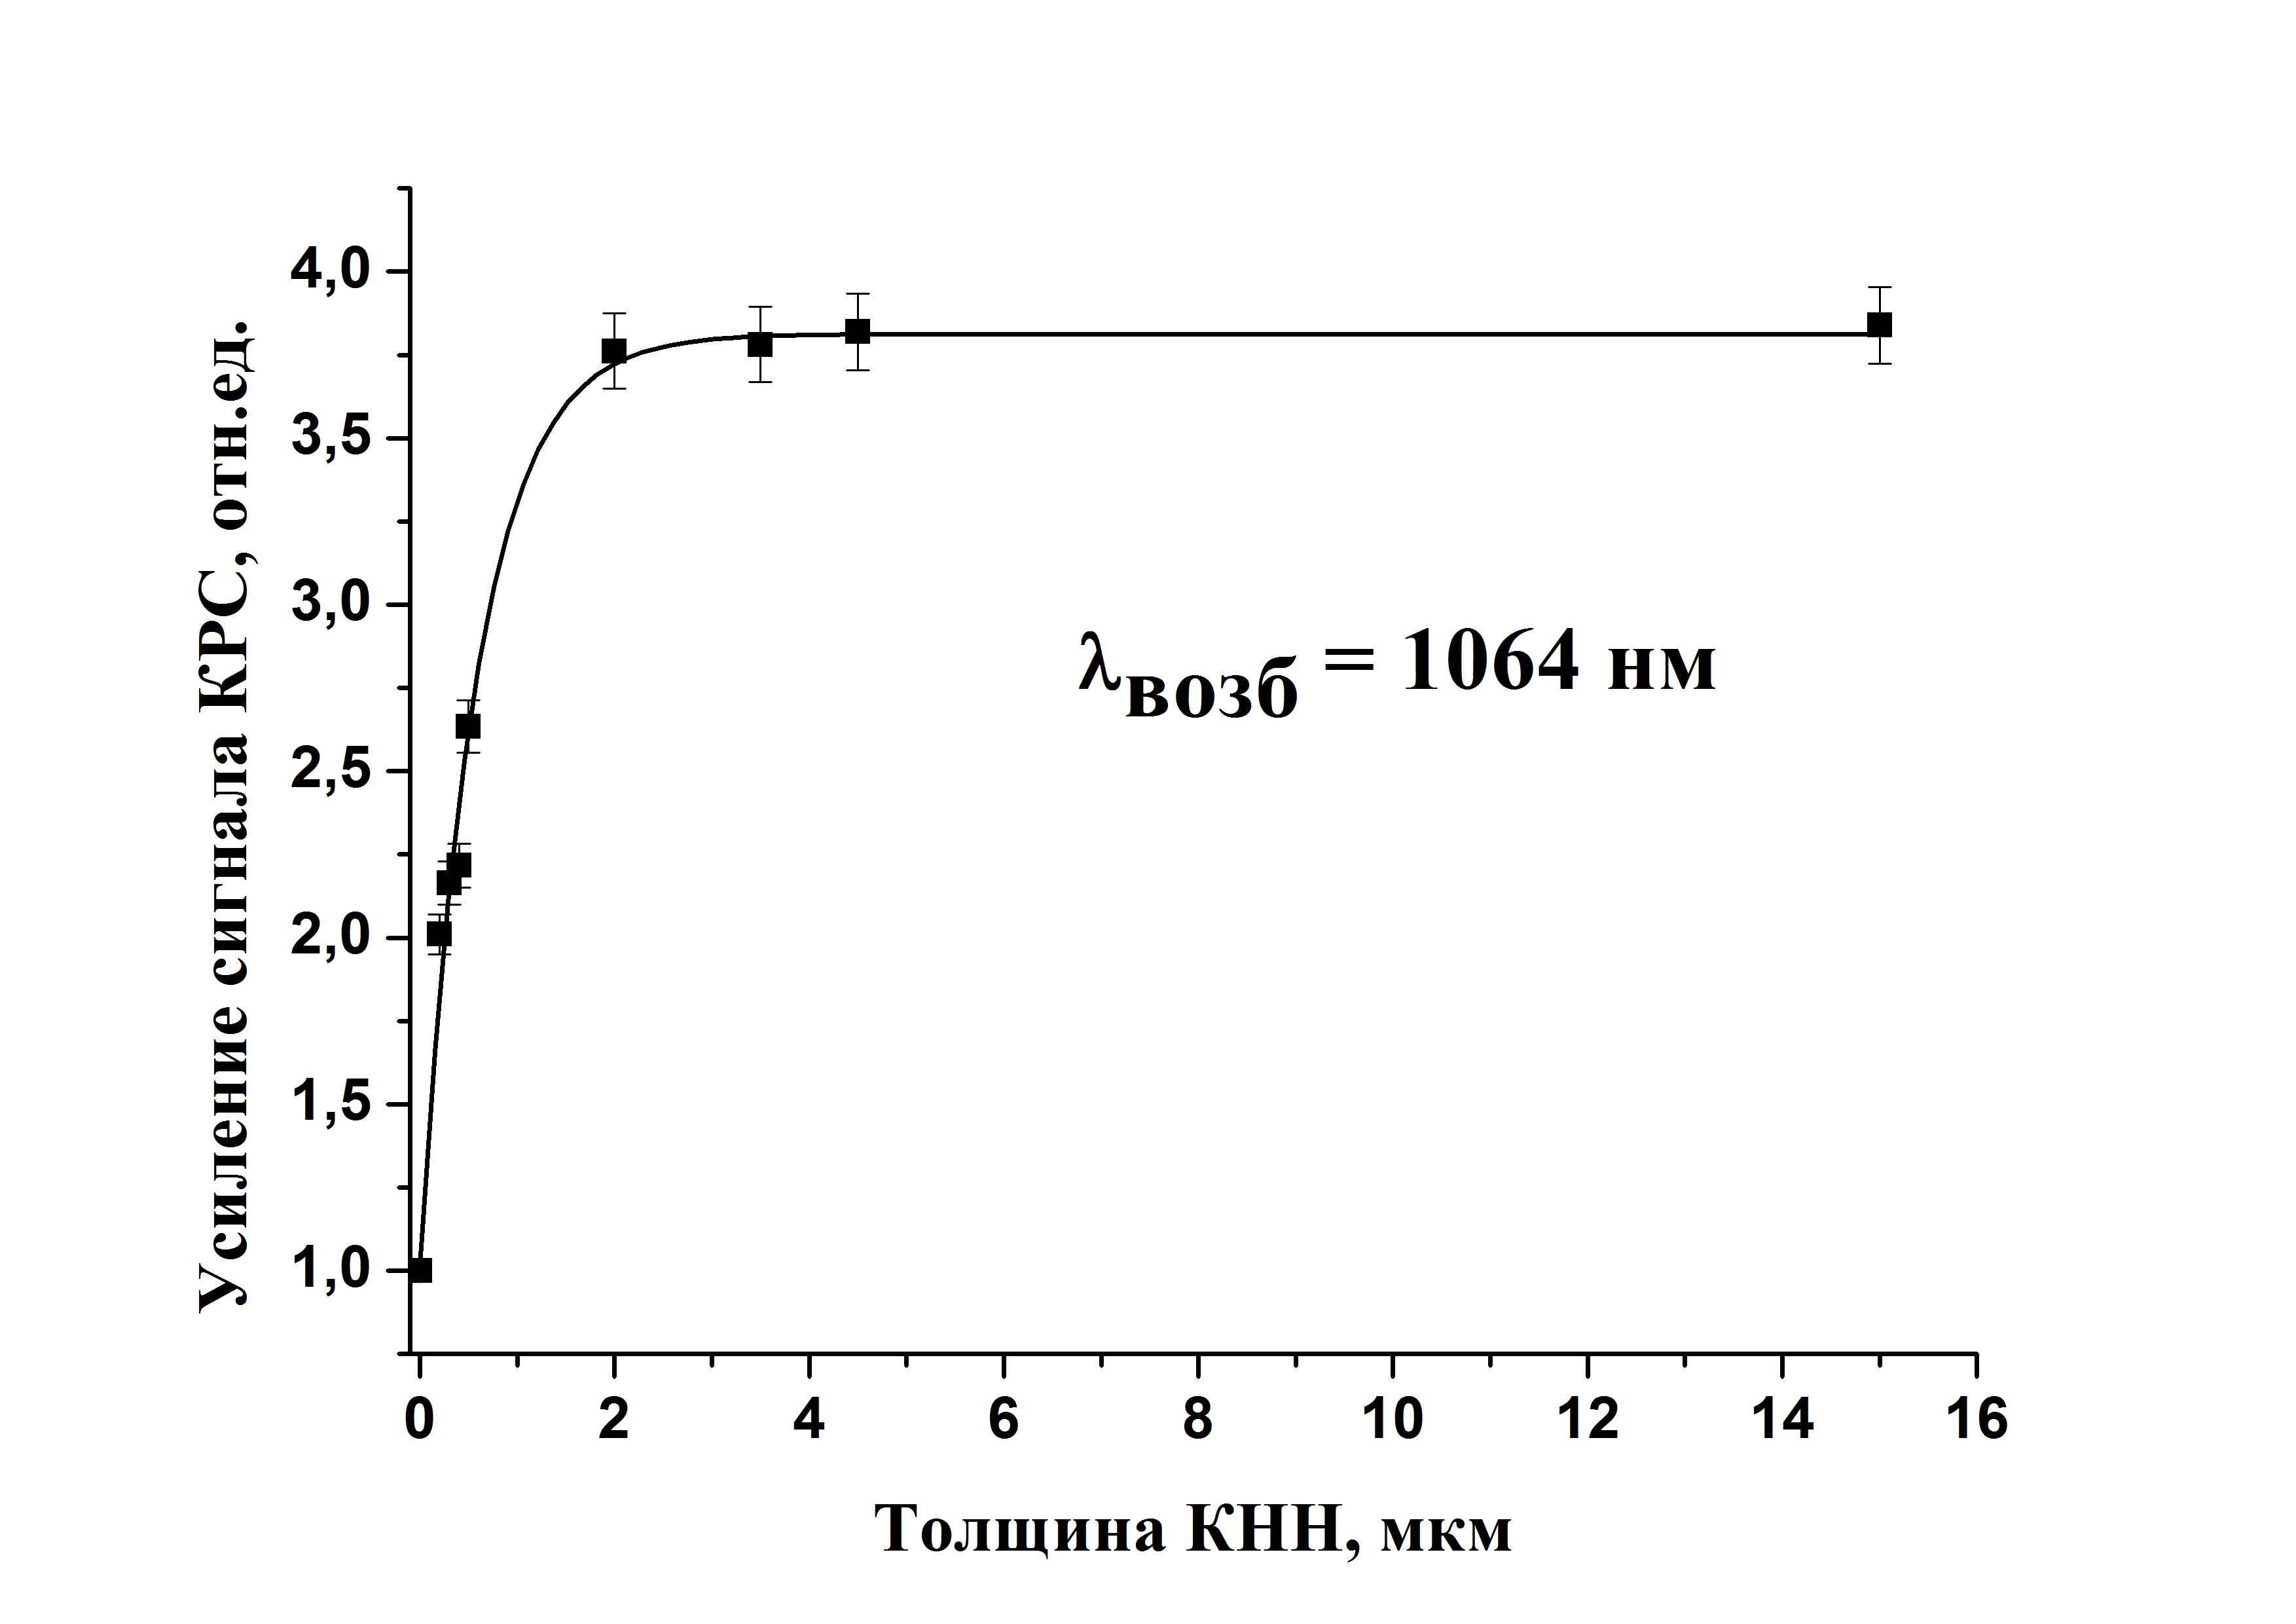 Усиление сигнала КРС, отн.ед.
4,0
3,5
3,0
2,5
2,0
1,5
1,0
λвозб = 1064 нм
0 2 4 6 8 10 12 14 16
Толщина КНН, мкм